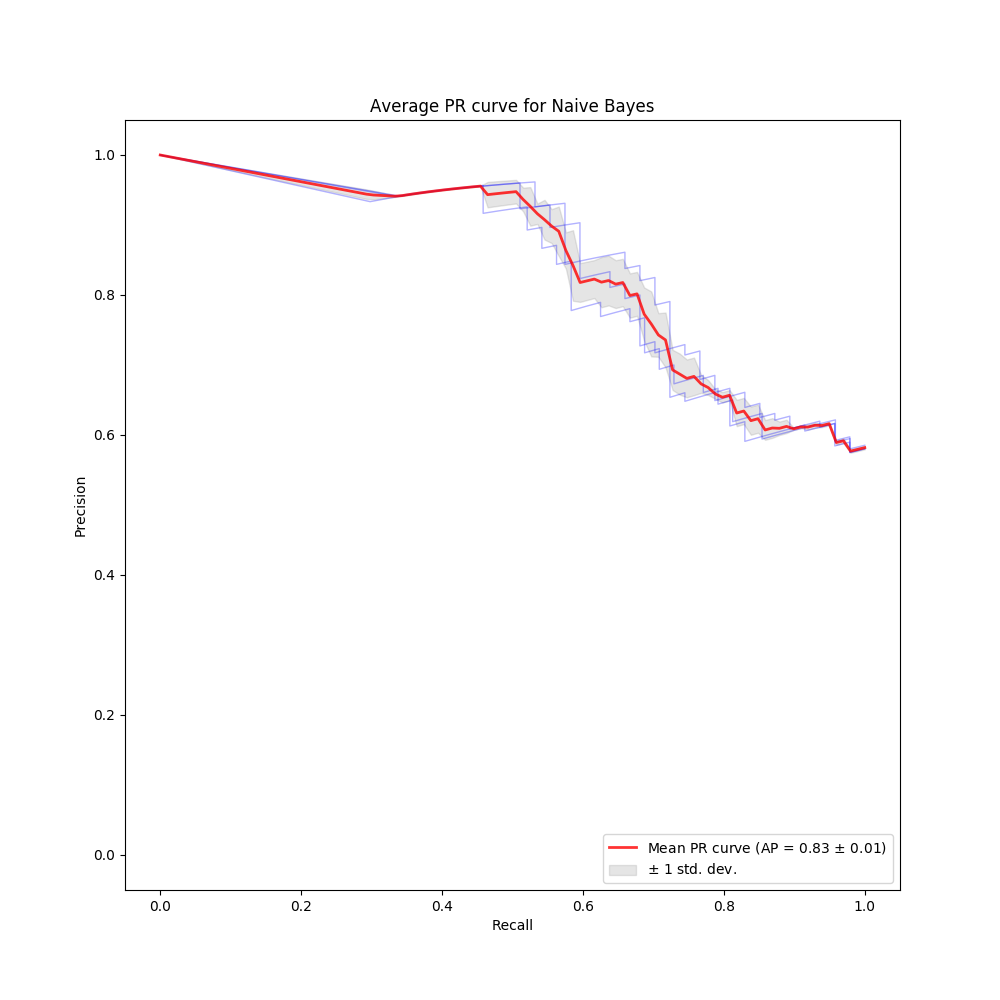 Average PR curve for Naive Bayes
1.0
0.8
0.6
0.4
0.2
0.0
Precision
0.0 0.2 0.4 0.6 0.8 1.0
Recall
Mean PR curve (AP = 0.83 ± 0.01)
± 1 std. dev.